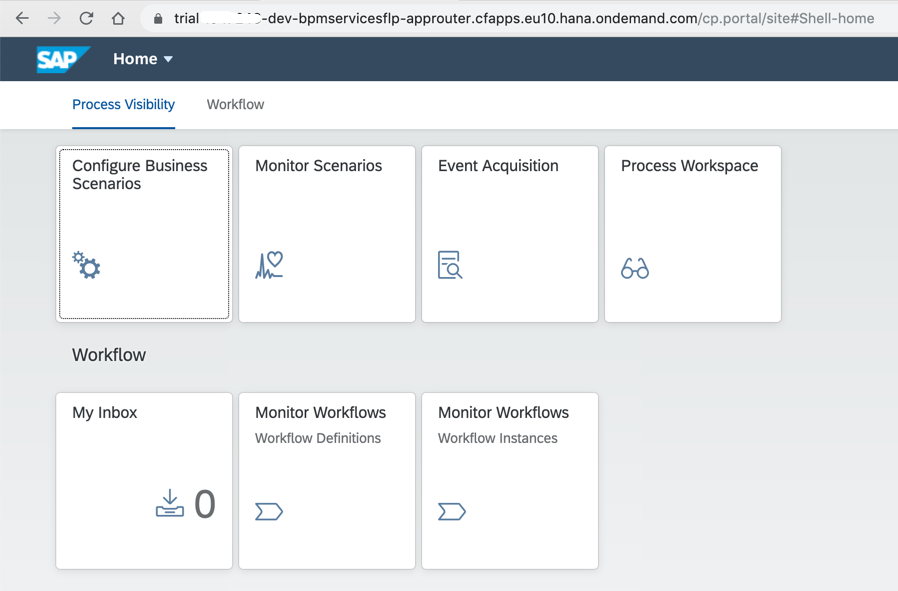 trial -dev-bpmservicesflp-approuter.cfapps.eu10.hana.ondemand.com/cp.portal/site#Shell-home
SAP Home
Process Visibility Workflow
Configure Business
Scenarios
Monitor Scenarios
Event Acquisition
Process Workspace
Workflow
My Inbox
0
Monitor Workflows
Workflow Definitions
Monitor Workflows
Workflow Instances